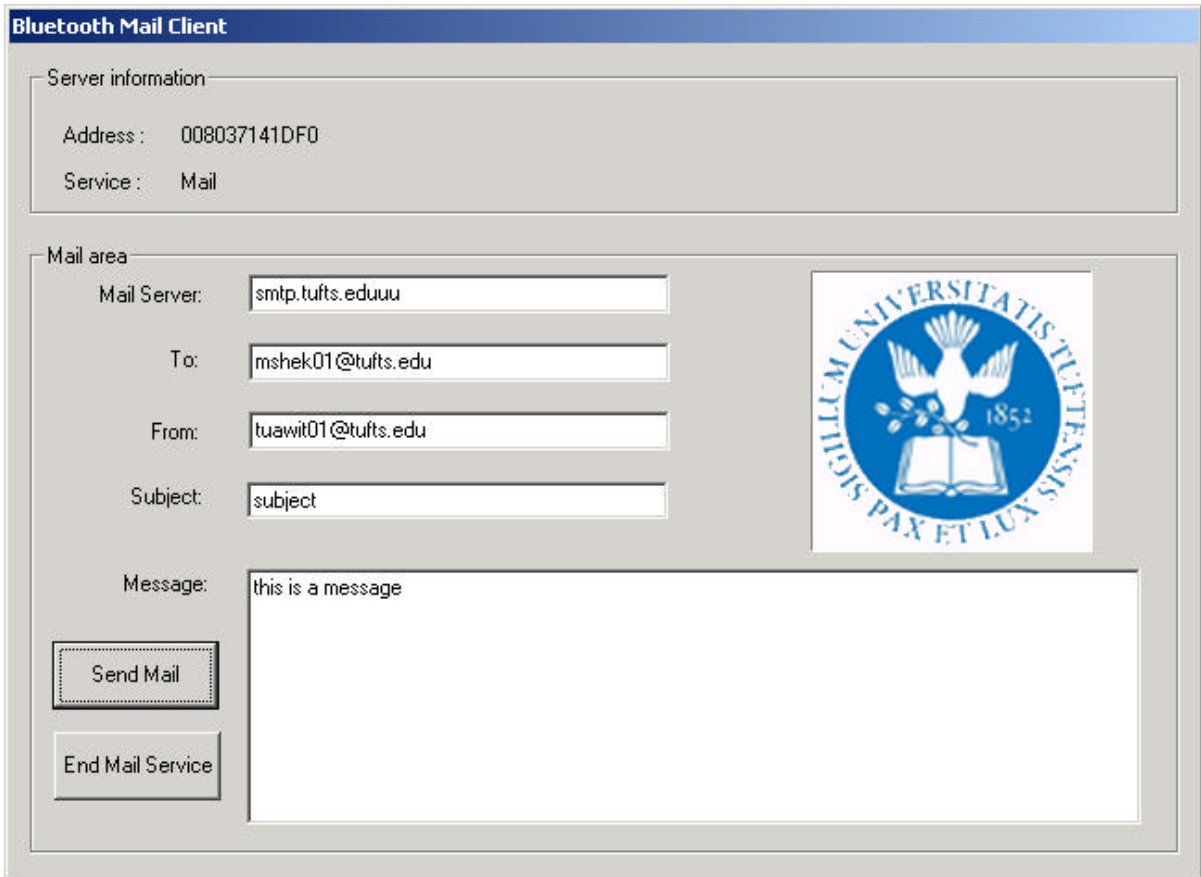 Bluetooth Mail Client
Server information
Address : 008037141DF0
Service : Mail
Mail area
Mail Server: smtp.tufts.eduuu
To: mshek01@tufts.edu
From: tuawit01@tufts.edu
Subject: subject
SIGILLUM UNIVERSITATIS TUFTENSIS
PAX ET LUX
1852
Message: this is a message
Send Mail
End Mail Service